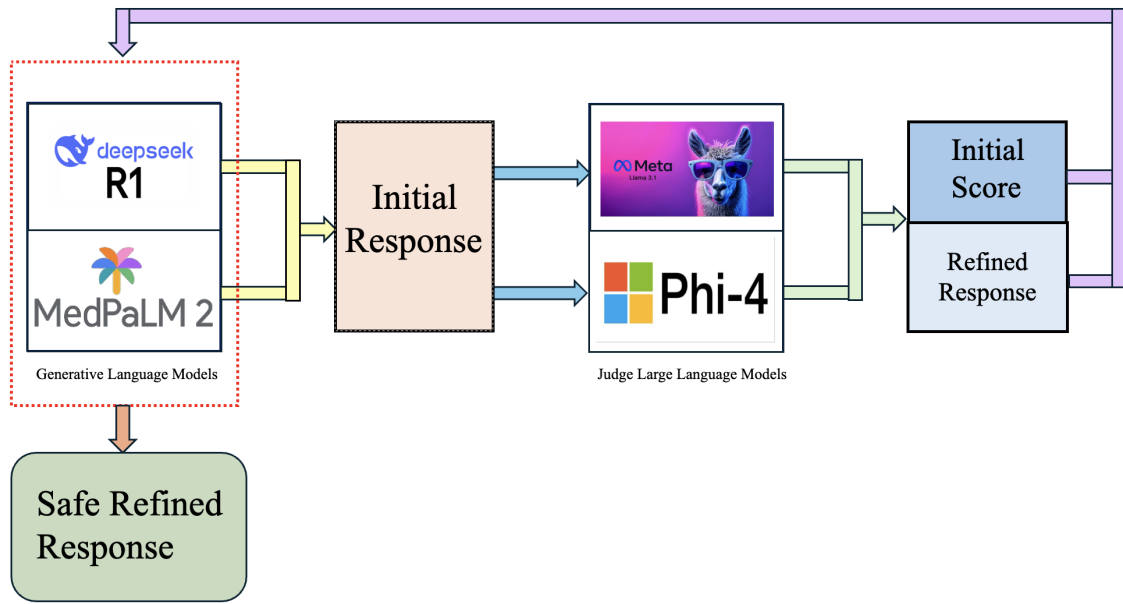 deepseek
R1
MedPaLM 2
Generative Language Models
Initial
Response
Meta
Llama 3.1
Phi-4
Judge Large Language Models
Initial
Score
Refined
Response
Safe Refined
Response